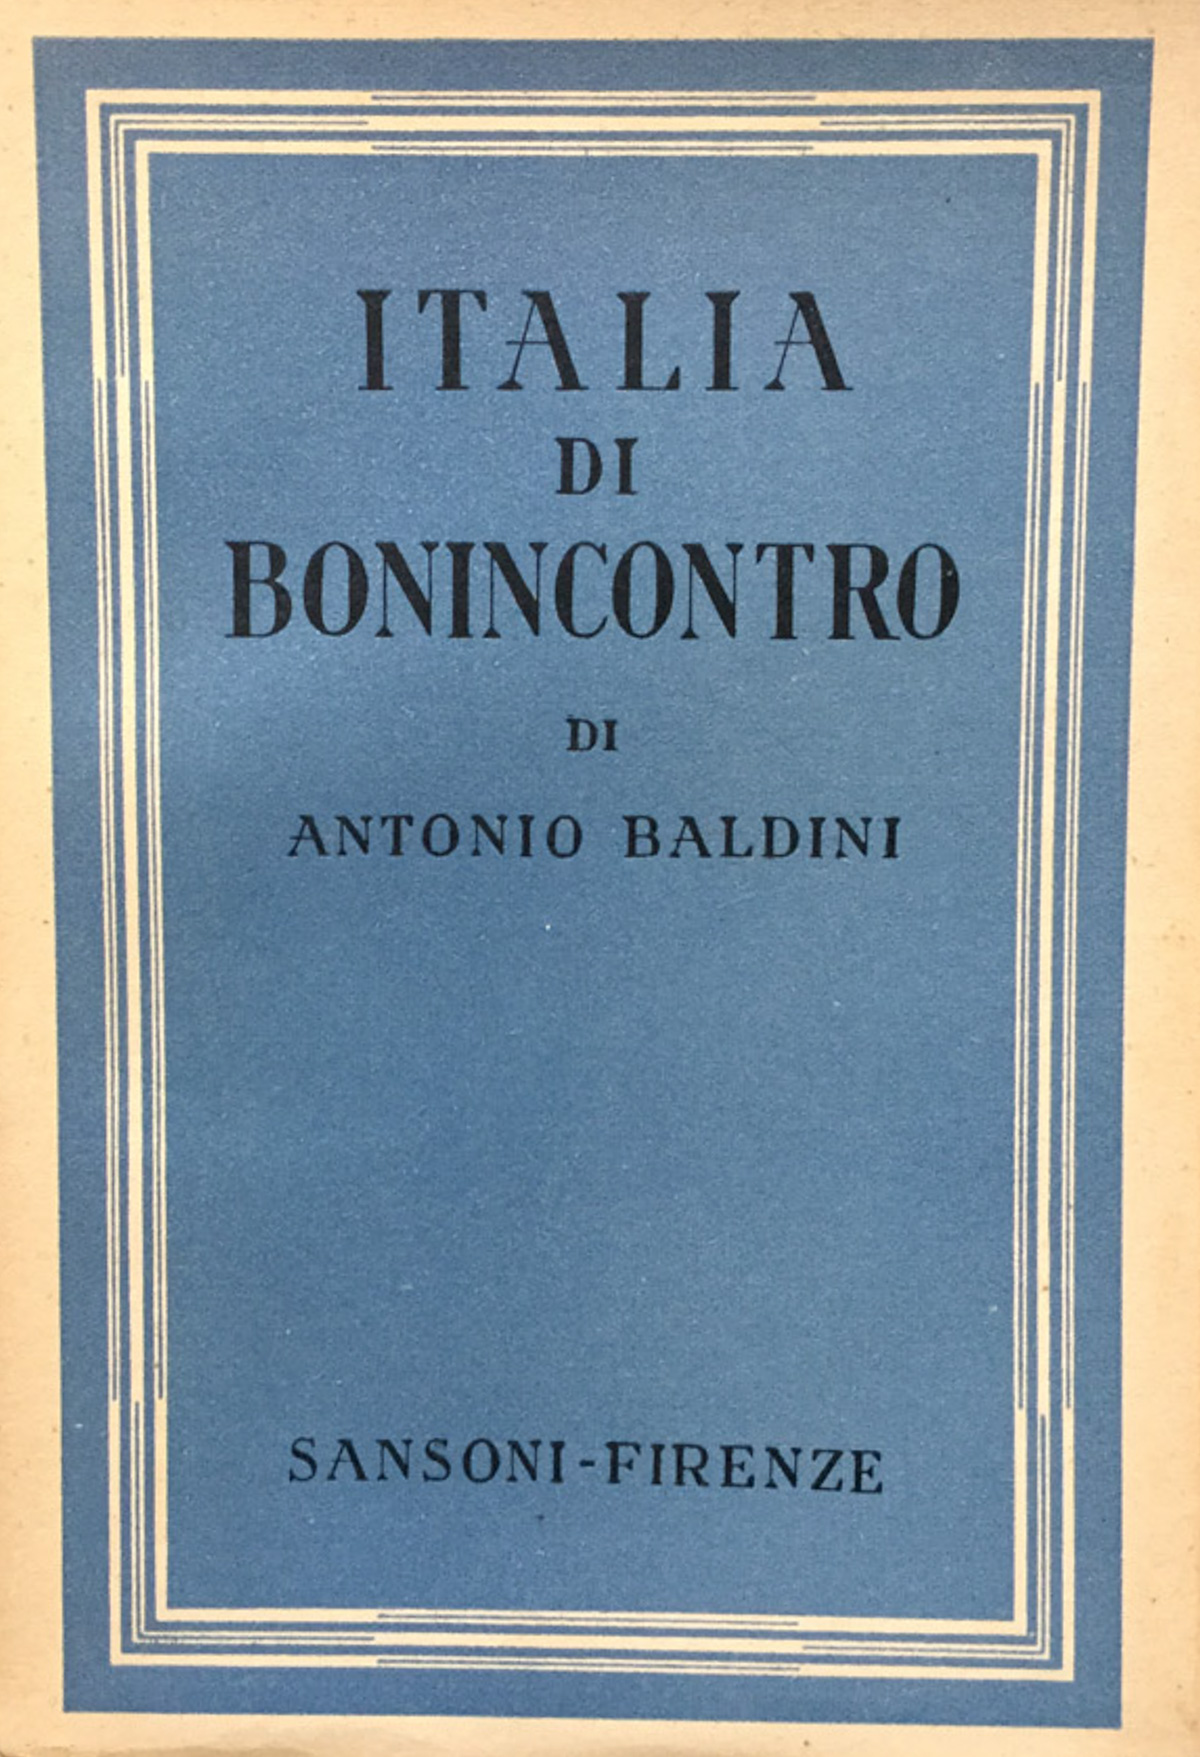 ITALIA
DI
BONINCONTRO
DI
ANTONIO BALDINI
SANSONI-FIRENZE